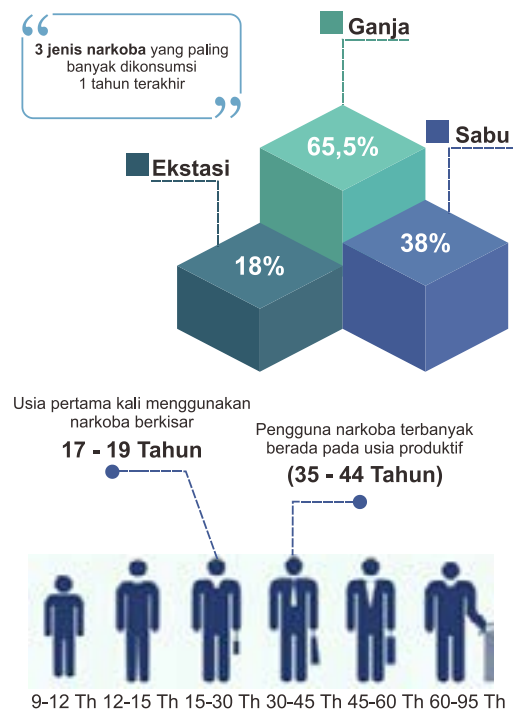 “
3 jenis narkoba yang paling
banyak dikonsumsi
1 tahun terakhir
”
Ganja
65,5%
Sabu
38%
Ekstasi
18%
Usia pertama kali menggunakan
narkoba berkisar
17 - 19 Tahun
Pengguna narkoba terbanyak
berada pada usia produktif
(35 - 44 Tahun)
9-12 Th 12-15 Th 15-30 Th 30-45 Th 45-60 Th 60-95 Th